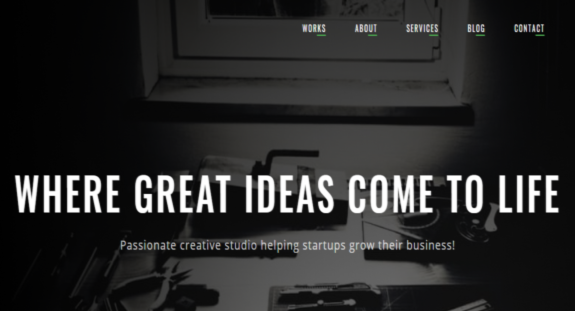 WORKS ABOUT SERVICES BLOG CONTACT
WHERE GREAT IDEAS COME TO LIFE
Passionate creative studio helping startups grow their business!